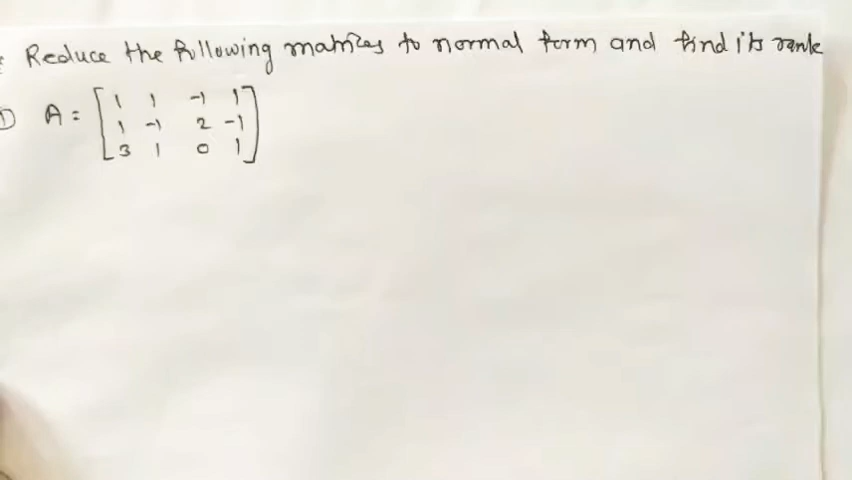 Reduce the following matrices to normal form and find its rank
① A = [ 1 1 -1 1
1 -1 2 -1
3 1 0 1 ]